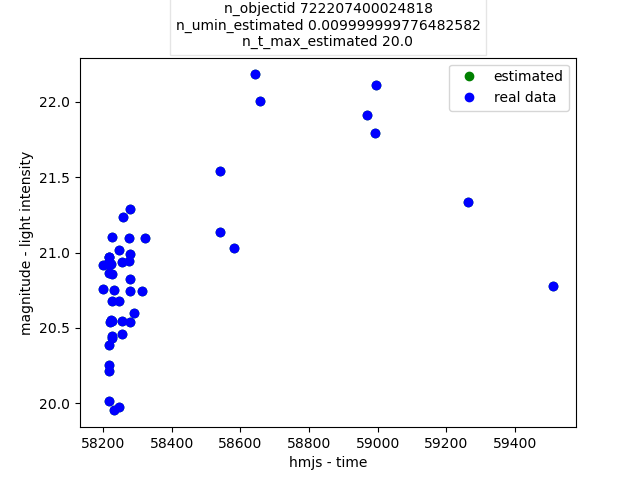 n_objectid 722207400024818
n_umin_estimated 0.009999999776482582
n_t_max_estimated 20.0
estimated
real data
magnitude - light intensity
22.0
21.5
21.0
20.5
20.0
58200 58400 58600 58800 59000 59200 59400
hmjs - time